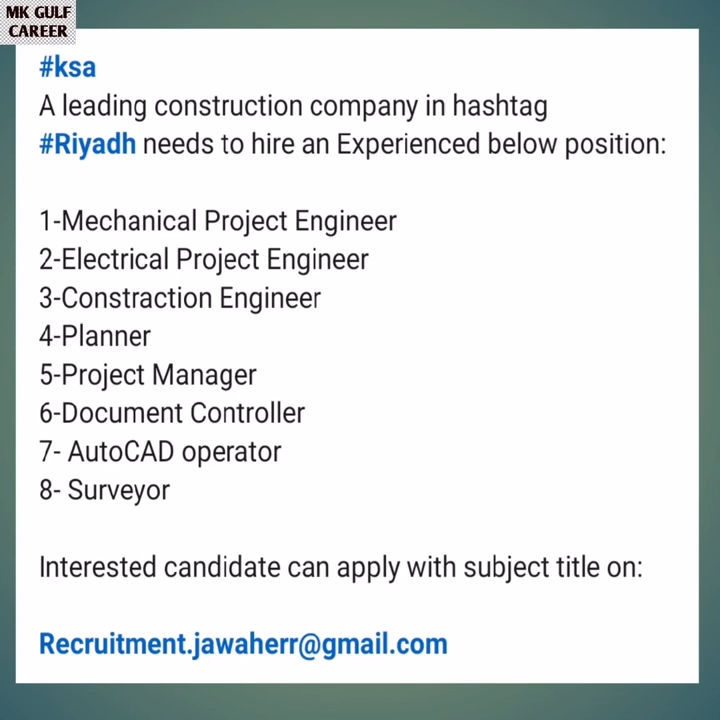 MK GULF
CAREER
#ksa
A leading construction company in hashtag
#Riyadh needs to hire an Experienced below position:
1-Mechanical Project Engineer
2-Electrical Project Engineer
3-Constraction Engineer
4-Planner
5-Project Manager
6-Document Controller
7- AutoCAD operator
8- Surveyor
Interested candidate can apply with subject title on:
Recruitment.jawaherr@gmail.com